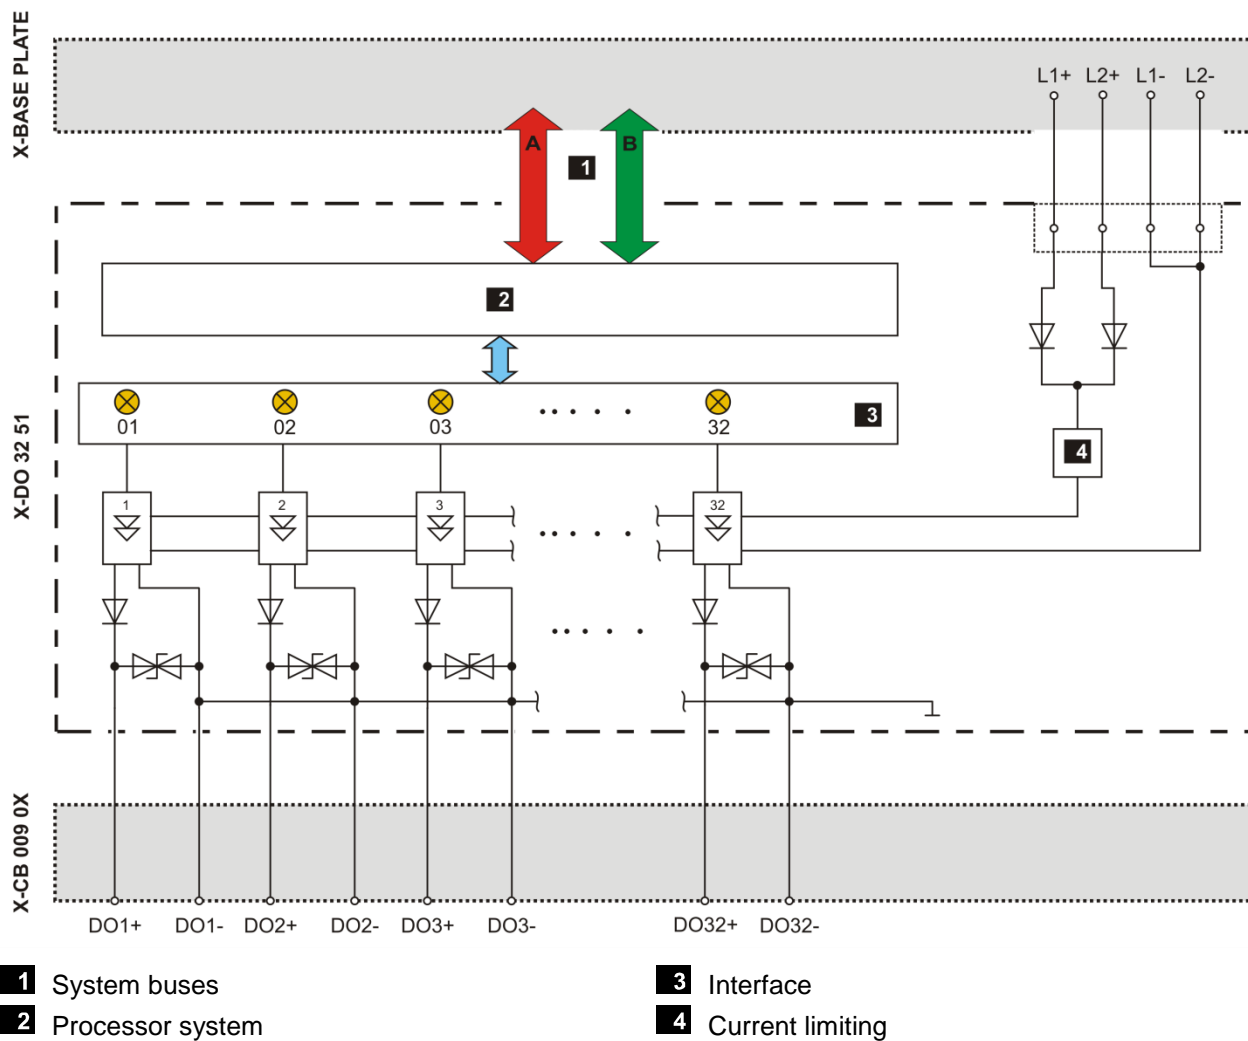 X-BASE PLATE
L1+ L2+ L1- L2-
A B
1
2
X-DO 32 51
01 02 03 32
3
4
1 2 3 32
X-CB 009 0X
DO1+ DO1- DO2+ DO2- DO3+ DO3- DO32+ DO32-
1 System buses
3 Interface
2 Processor system
4 Current limiting